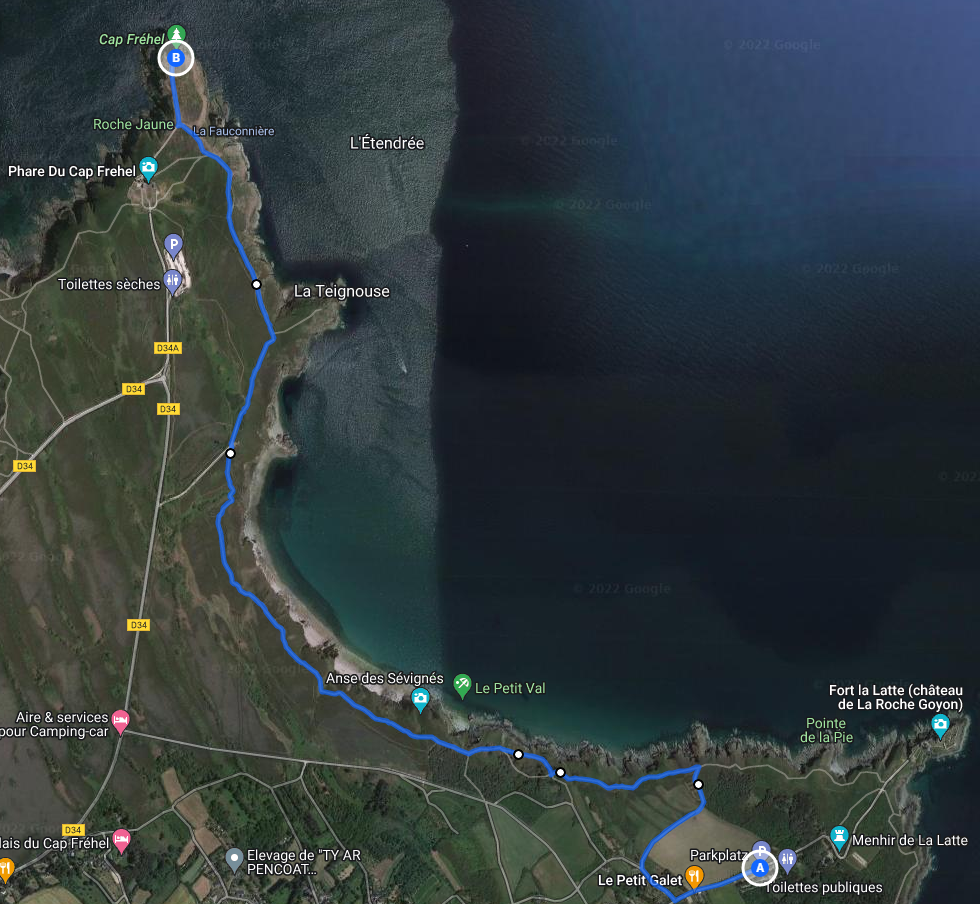 © 2022 Google
Cap Fréhel
B
Roche Jaune
La Fauconnière
L'Étendrée
© 2022 Google
Phare Du Cap Frehel
© 2022 Google
P
© 2022 Google
Toilettes sèches
La Teignouse
D34A
D34
D34
D34
2022 Google
© 2022 Google
D34
Anse des Sévignés
Le Petit Val
Fort la Latte (château
de La Roche Goyon)
Pointe
de la Pie
Aire & services
pour Camping-car
D34
lais du Cap Fréhel
Elevage de "TY AR
PENCOAT...
Menhir de La Latte
Parkplatz
P
A
Le Petit Galet
Toilettes publiques